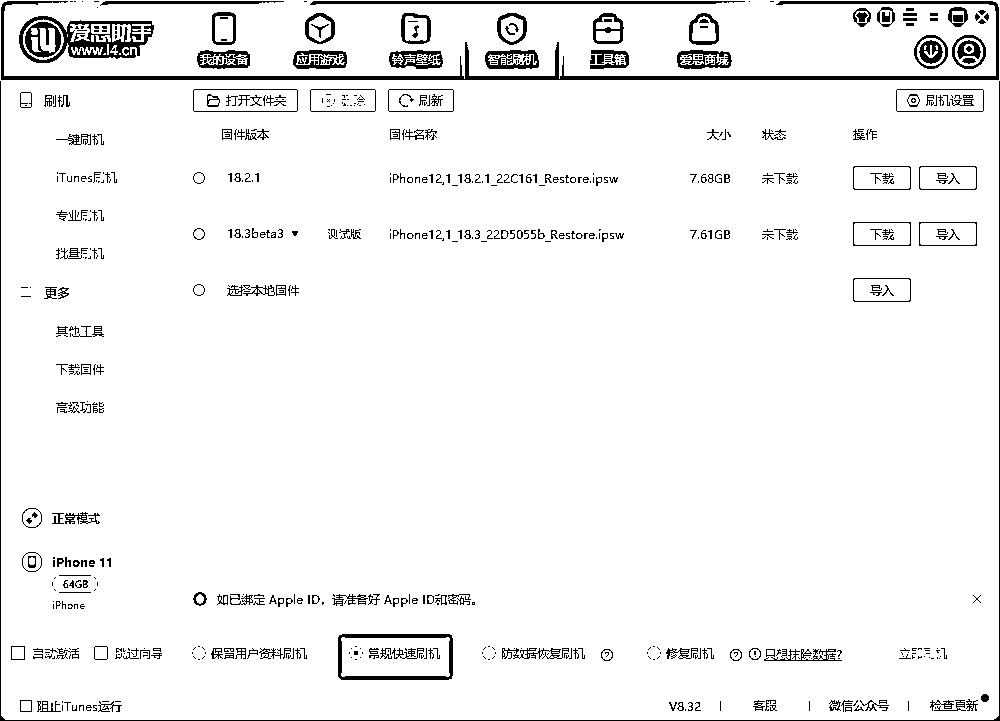 爱思助手
www.i4.cn
我的设备 应用游戏 铃声壁纸 智能刷机 工具箱 爱思商城
刷机
一键刷机
iTunes刷机
专业刷机
批量刷机
更多
其他工具
下载固件
高级功能
正常模式
iPhone 11
64GB
iPhone
打开文件夹 删除 刷新 刷机设置
固件版本 固件名称 大小 状态 操作
18.2.1 iPhone12,1_18.2.1_22C161_Restore.ipsw 7.68GB 未下载 下载 导入
18.3beta3 测试版 iPhone12,1_18.3_22D5055b_Restore.ipsw 7.61GB 未下载 下载 导入
选择本地固件 导入
如已绑定 Apple ID，请准备好 Apple ID和密码。
自动激活 跳过向导 保留用户资料刷机 常规快速刷机 防数据恢复刷机 修复刷机 只想抹除数据? 立即刷机
阻止iTunes运行 V8.32 客服 微信公众号 检查更新